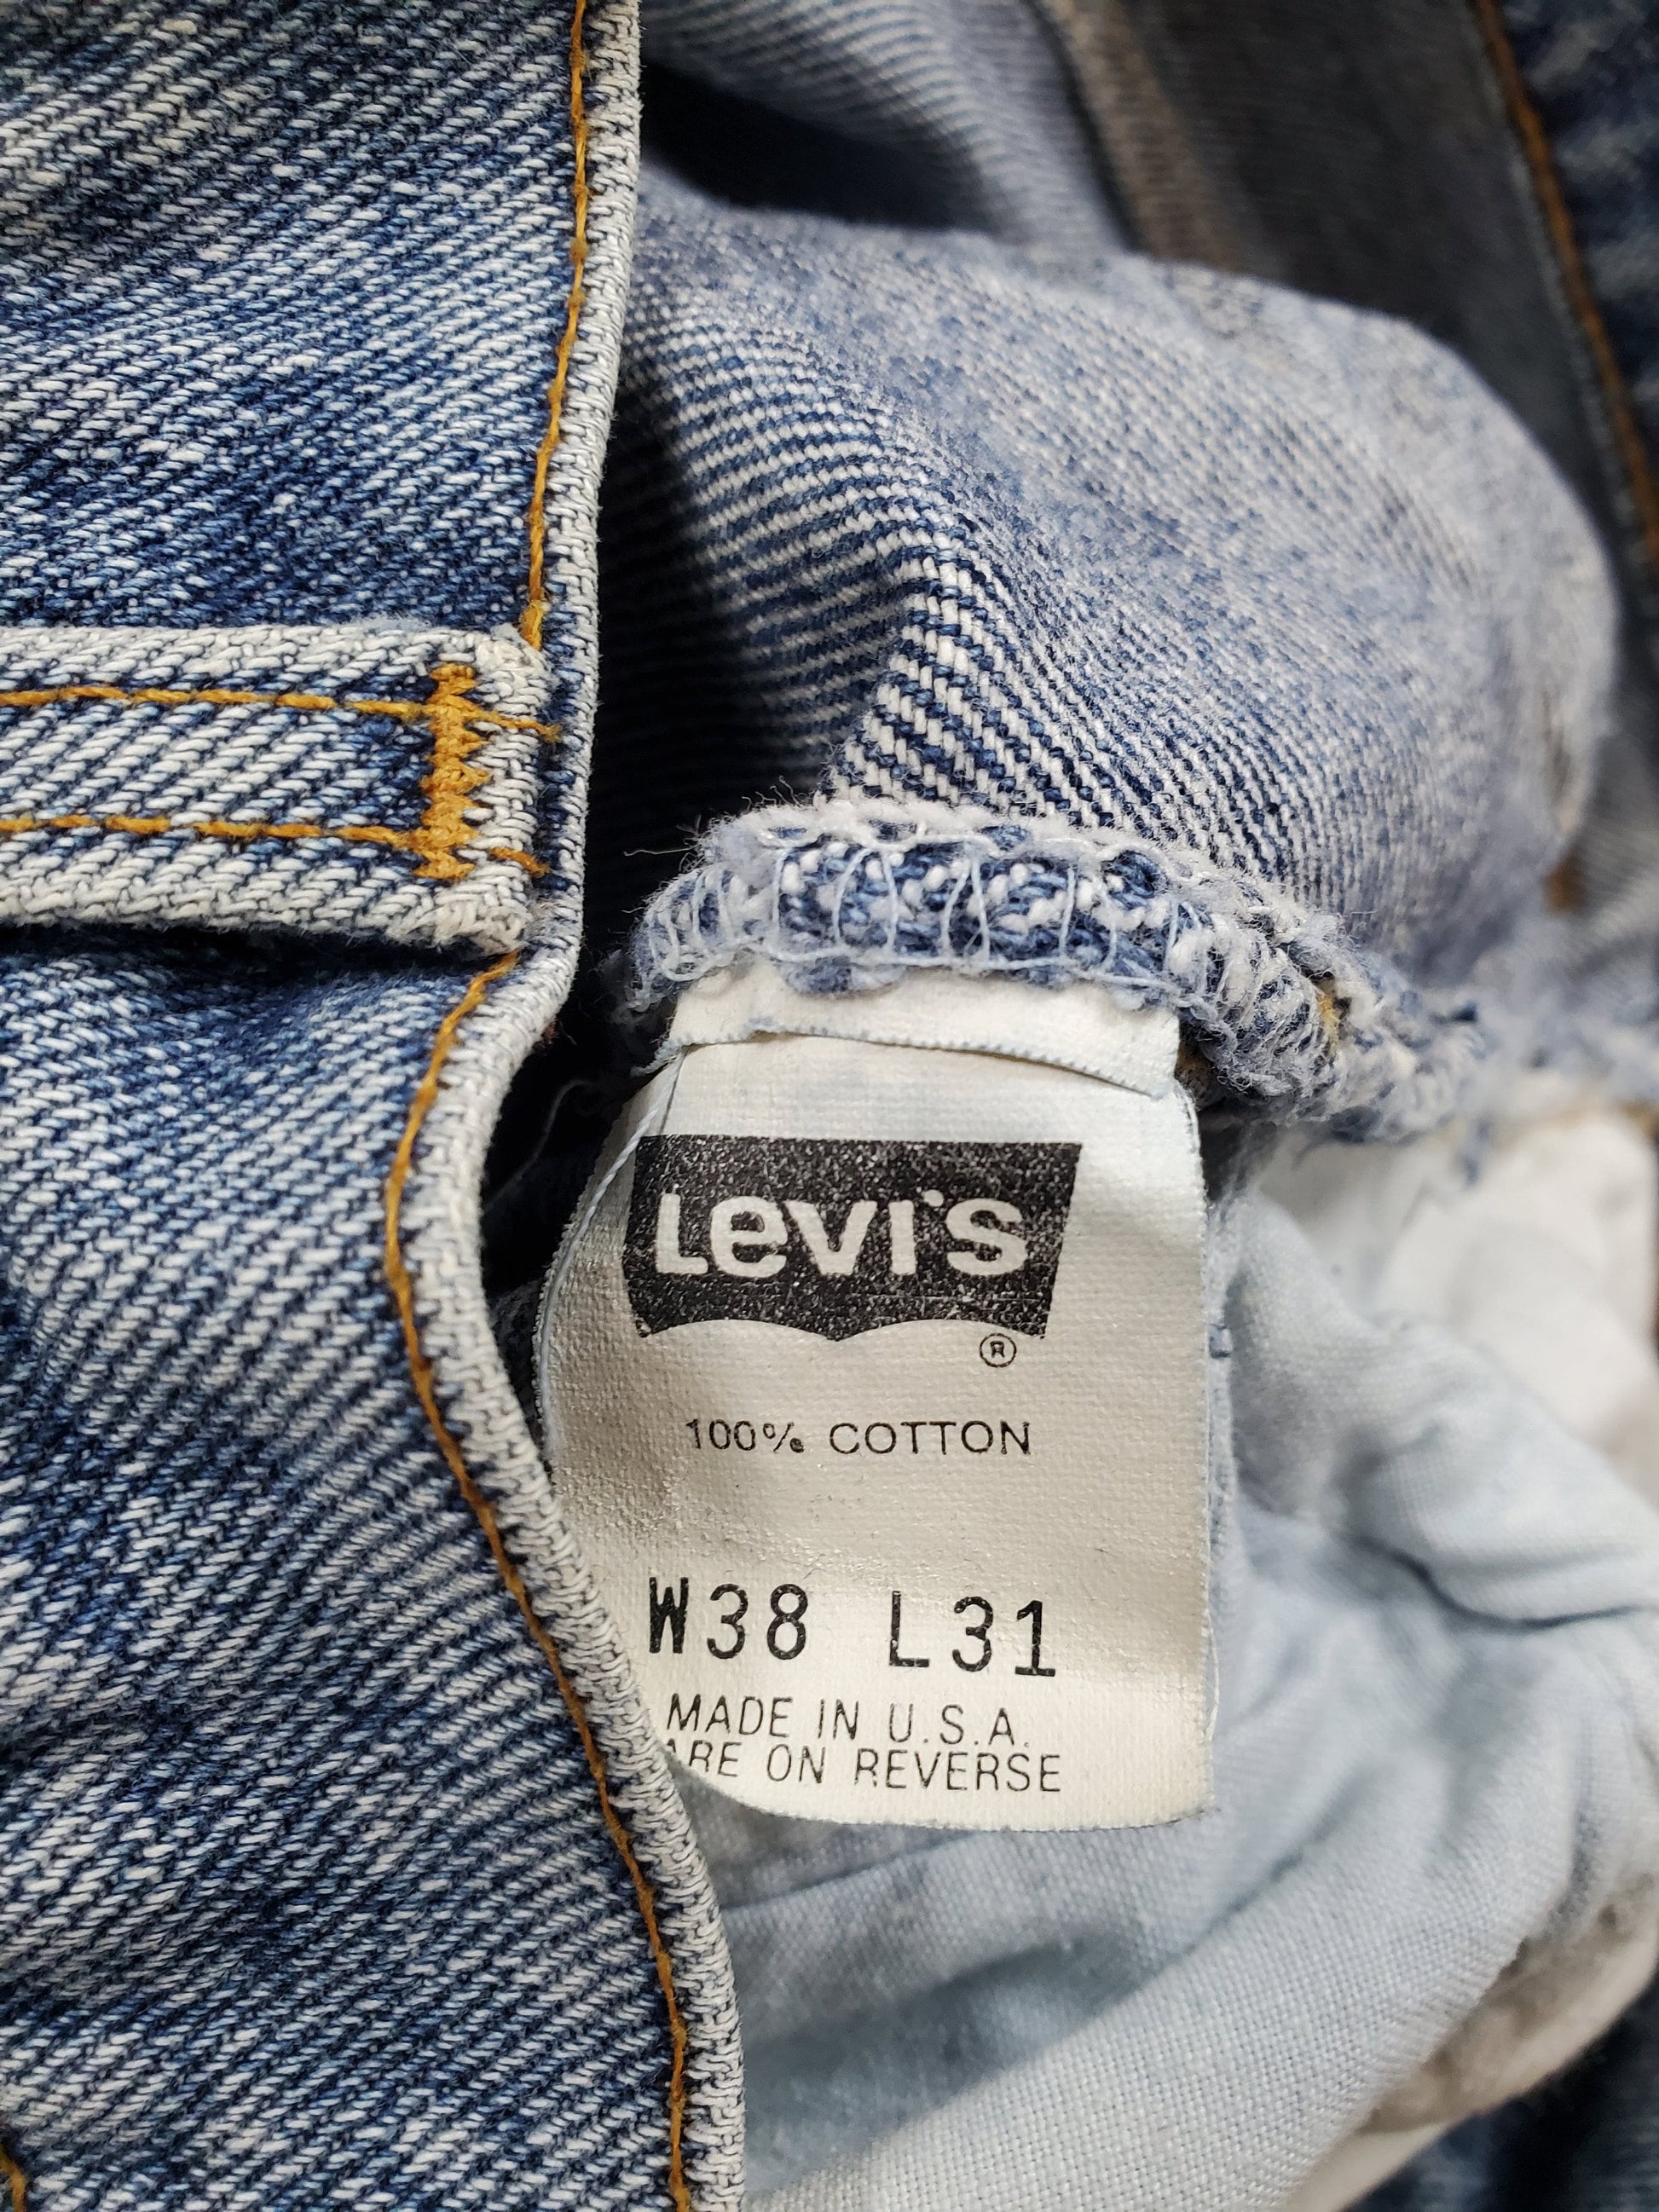 Levi's
®
100% COTTON
W38 L31
MADE IN U.S.A.
ARE ON REVERSE